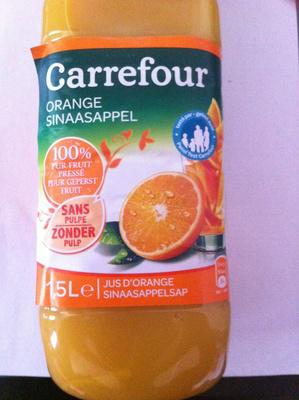 Carrefour
ORANGE
SINAASAPPEL
100%
PUR FRUIT
PRESSÉ
PUUR GEPERST
FRUIT
SANS
PULPE
ZONDER
PULP
1.5L e
JUS D'ORANGE
SINAASAPPELSAP